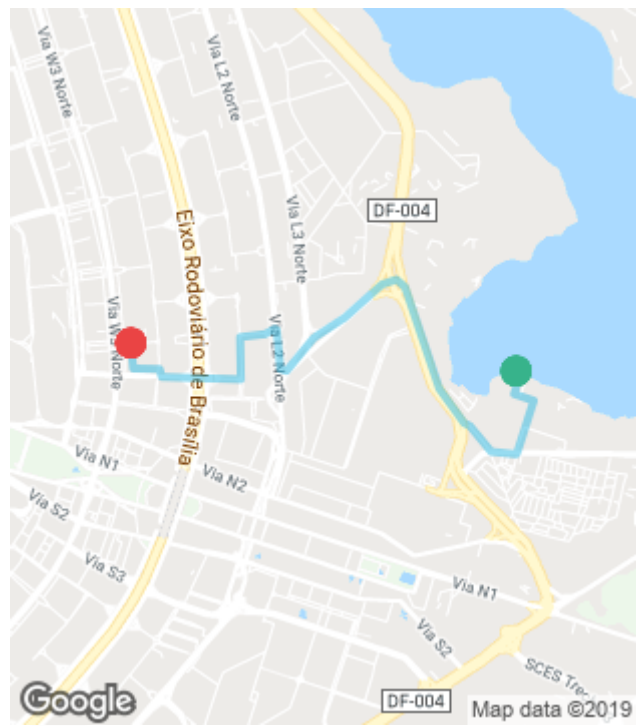 Via W3 Norte
Via L2 Norte
DF-004
Via L3 Norte
Eixo Rodoviário de Brasília
Via W3 Norte
Via L2 Norte
Via N1
Via N2
Via S2
Via S3
Via N1
Via S2
SCES Trec
DF-004
Google
Map data ©2019